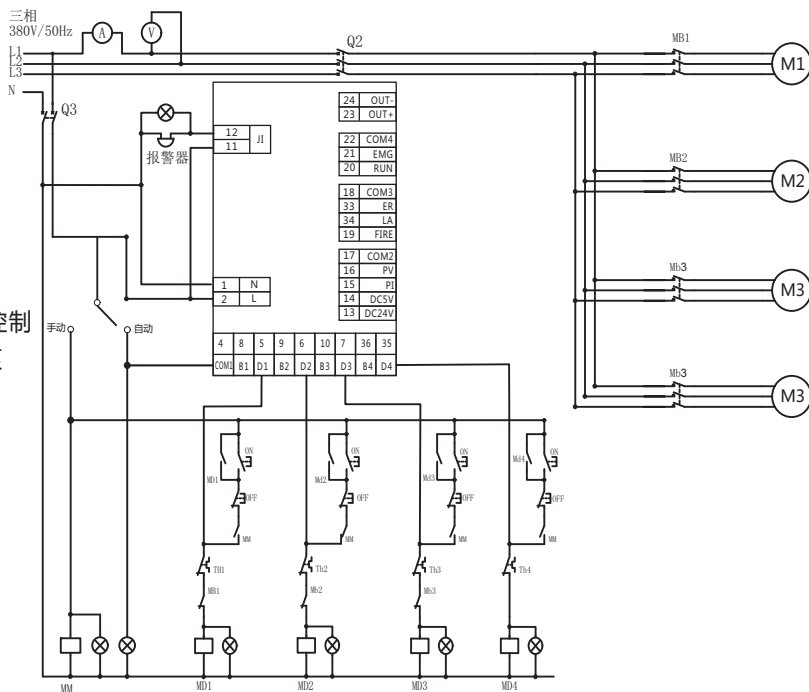 三相
380V/50Hz
A
V
L1
L2
L3
N
Q2
Q3
MB1
M1
MB2
M2
Mb3
M3
Mb3
M3
报警器
12
11
JI
24 OUT-
23 OUT+
22 COM4
21 EMG
20 RUN
18 COM3
33 ER
34 LA
19 FIRE
17 COM2
16 PV
15 PI
14 DC5V
13 DC24V
1 N
2 L
控制
手动
自动
4 8 5 9 6 10 7 36 35
COM1 B1 D1 B2 D2 B3 D3 B4 D4
ON
ON
ON
ON
MD1
Md2
Md3
Md4
OFF
OFF
OFF
OFF
MM
MM
MM
MM
TH1
Th2
Th3
Th4
MB1
Mb2
Mb3
MM
MD1
MD2
MD3
MD4